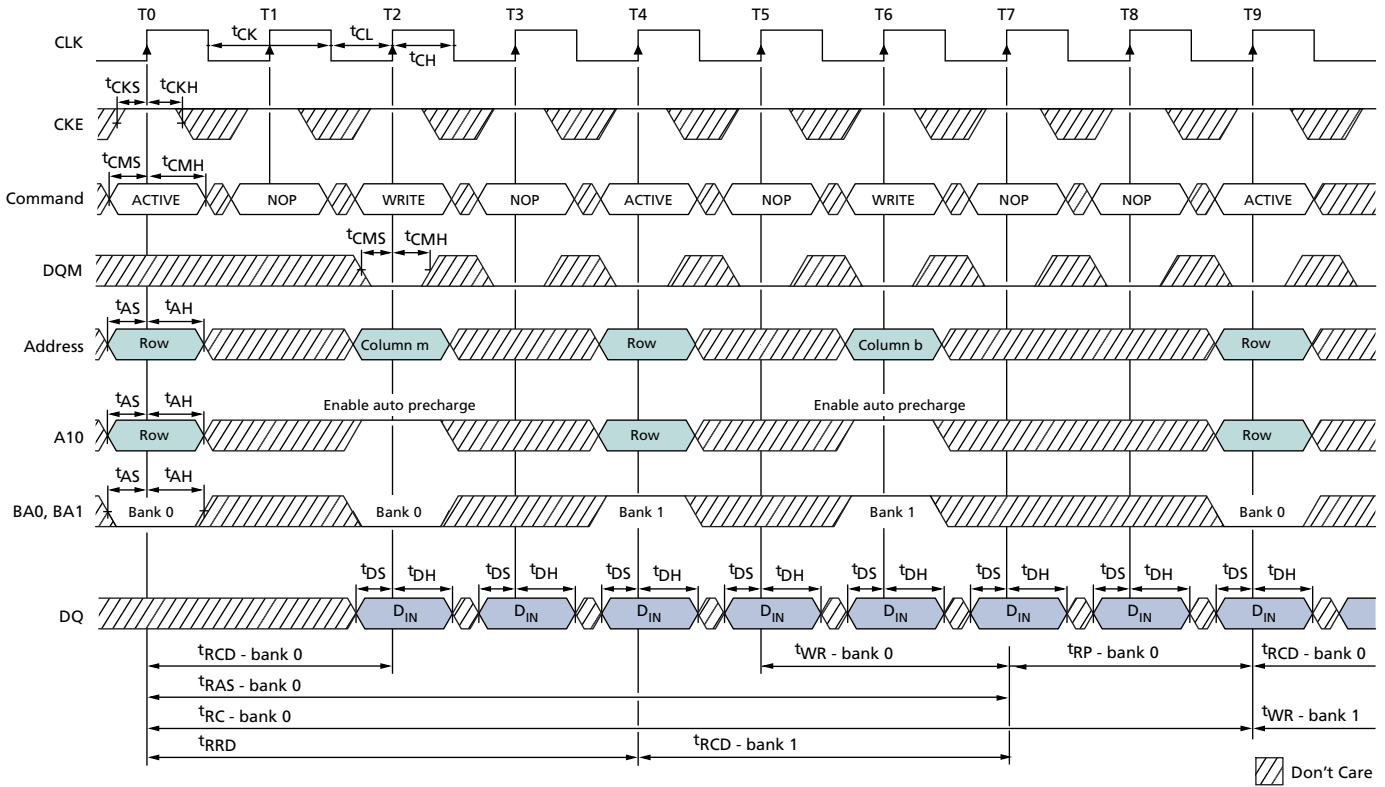 T0 T1 T2 T3 T4 T5 T6 T7 T8 T9
CLK tCK tCL tCH
tCKS tCKH
CKE
tCMS tCMH
Command ACTIVE NOP WRITE NOP ACTIVE NOP WRITE NOP NOP ACTIVE
tCMS tCMH
DQM
tAS tAH
Address Row Column m Row Column b Row
tAS tAH Enable auto precharge Enable auto precharge
A10 Row Row Row
tAS tAH
BA0, BA1 Bank 0 Bank 0 Bank 1 Bank 1 Bank 0
tDS tDH tDS tDH tDS tDH tDS tDH tDS tDH tDS tDH tDS tDH tDS tDH
DQ DIN DIN DIN DIN DIN DIN DIN DIN
tRCD - bank 0 tWR - bank 0 tRP - bank 0 tRCD - bank 0
tRAS - bank 0
tRC - bank 0 tWR - bank 1
tRRD tRCD - bank 1
Don't Care